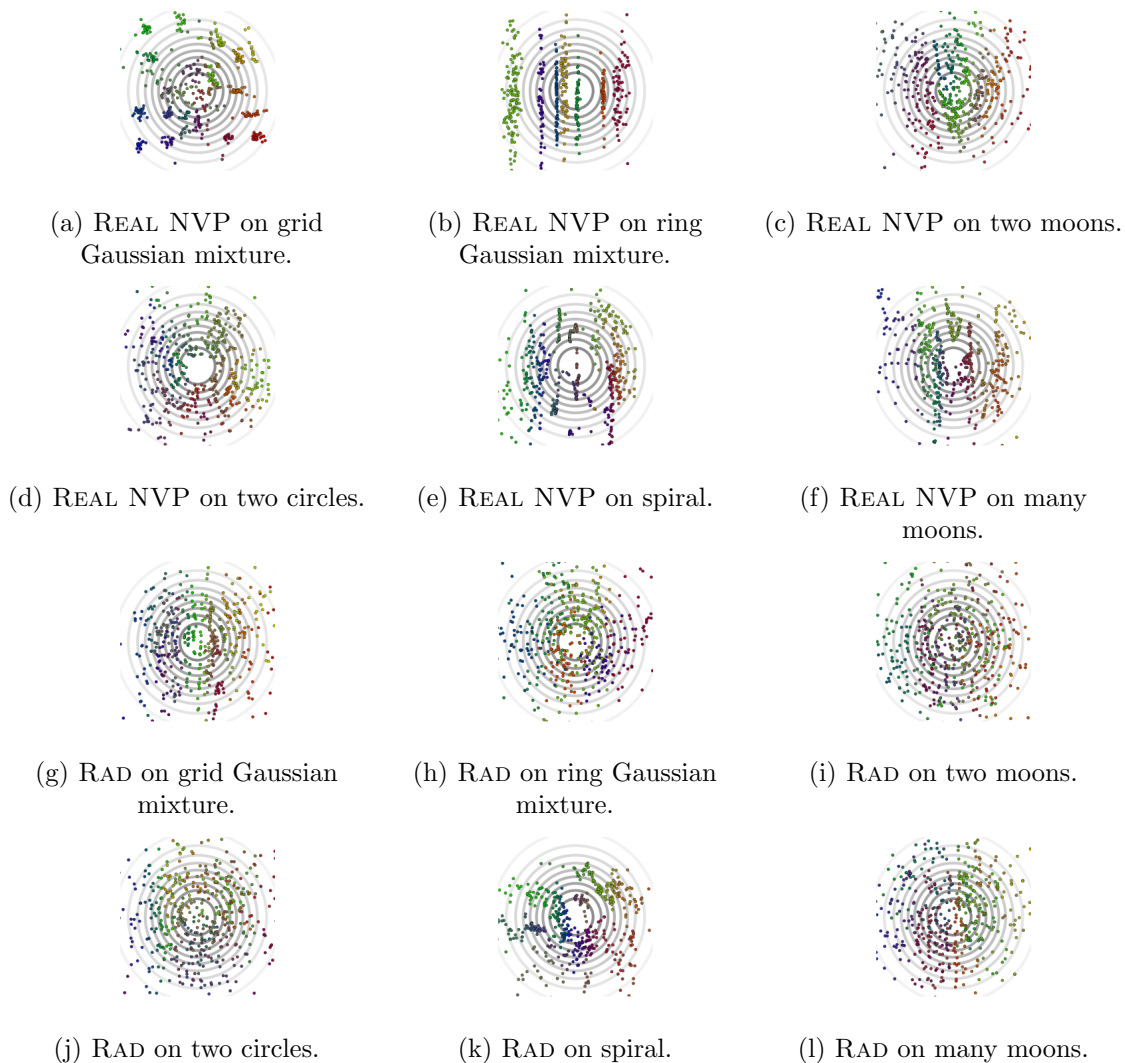 (a) REAL NVP on grid
Gaussian mixture.
(b) REAL NVP on ring
Gaussian mixture.
(c) REAL NVP on two moons.
(d) REAL NVP on two circles.
(e) REAL NVP on spiral.
(f) REAL NVP on many
moons.
(g) RAD on grid Gaussian
mixture.
(h) RAD on ring Gaussian
mixture.
(i) RAD on two moons.
(j) RAD on two circles.
(k) RAD on spiral.
(l) RAD on many moons.